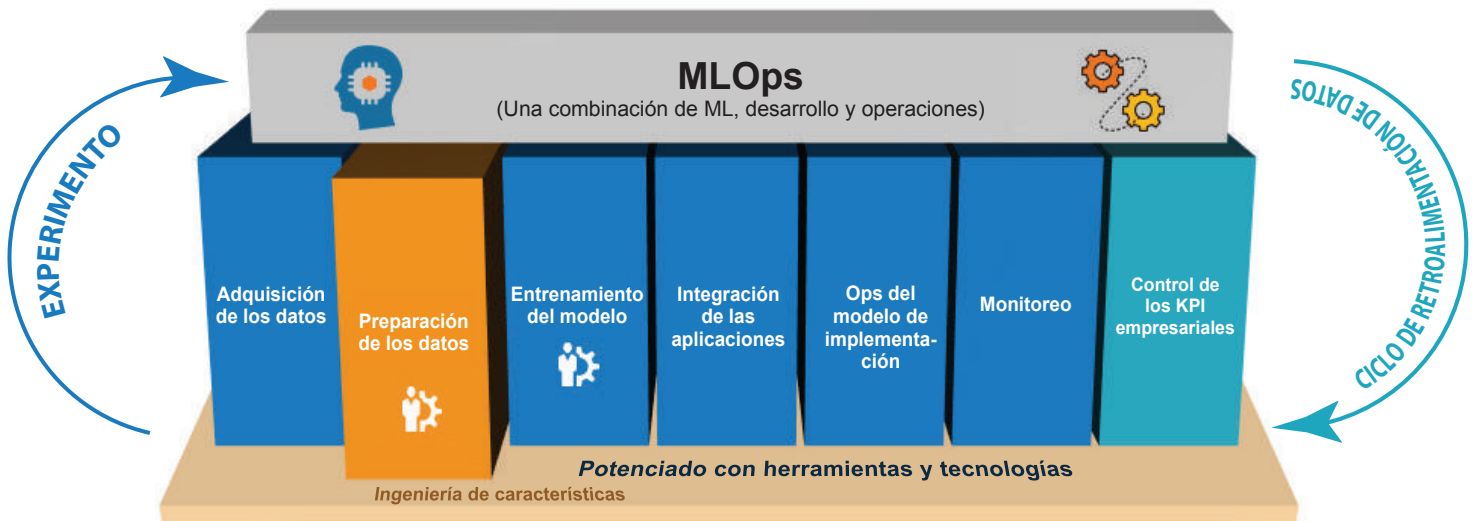 MLOps
(Una combinación de ML, desarrollo y operaciones)
EXPERIMENTO
CICLO DE RETROALIMENTACIÓN DE DATOS
Adquisición
de los datos
Preparación
de los datos
Entrenamiento
del modelo
Integración
de las
aplicaciones
Ops del
modelo de
implementa-
ción
Monitoreo
Control de
los KPI
empresariales
Potenciado con herramientas y tecnologías
Ingeniería de características